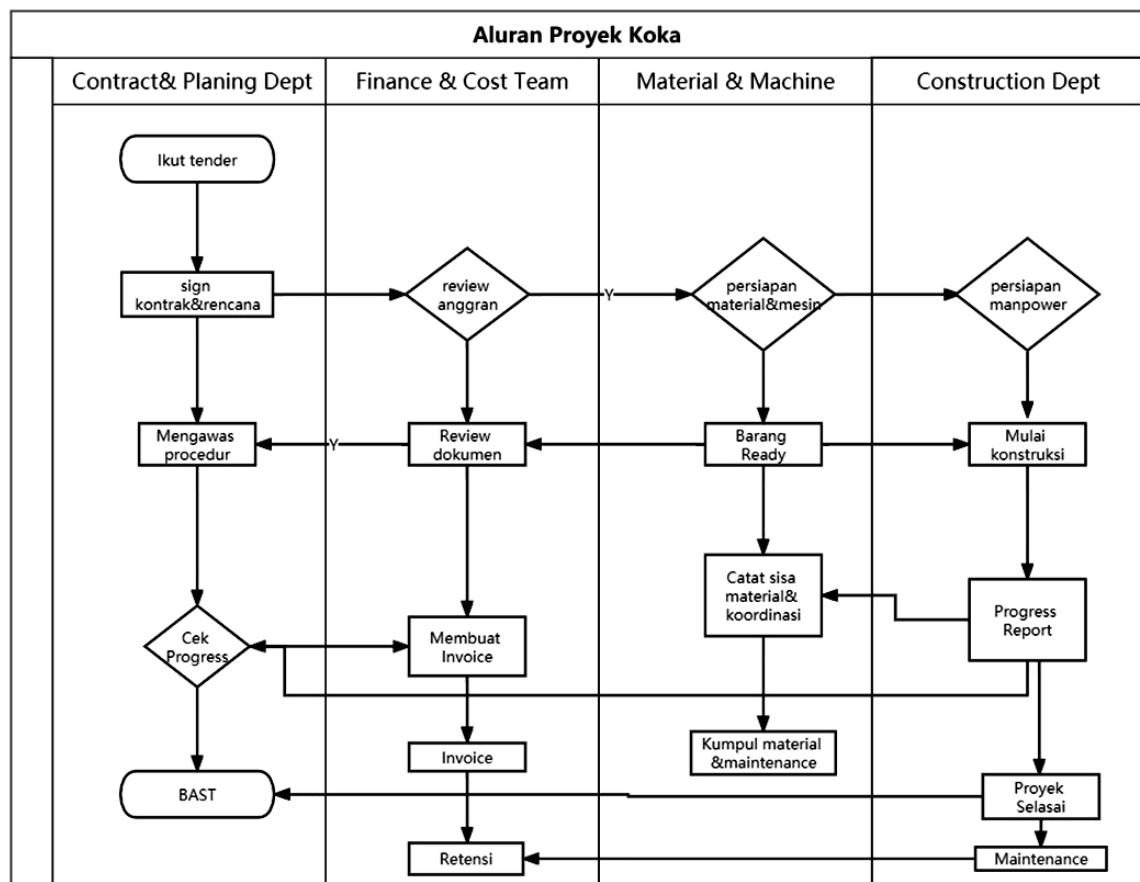 Aluran Proyek Koka
Contract& Planing Dept
Finance & Cost Team
Material & Machine
Construction Dept
Ikut tender
sign
kontrak&rencana
review
anggran
Y
persiapan
material&mesin
persiapan
manpower
Mengawas
procedur
Y
Review
dokumen
Barang
Ready
Mulai
konstruksi
Catat sisa
material&
koordinasi
Progress
Report
Cek
Progress
Membuat
Invoice
Invoice
Kumpul material
&maintenance
BAST
Proyek
Selasai
Retensi
Maintenance